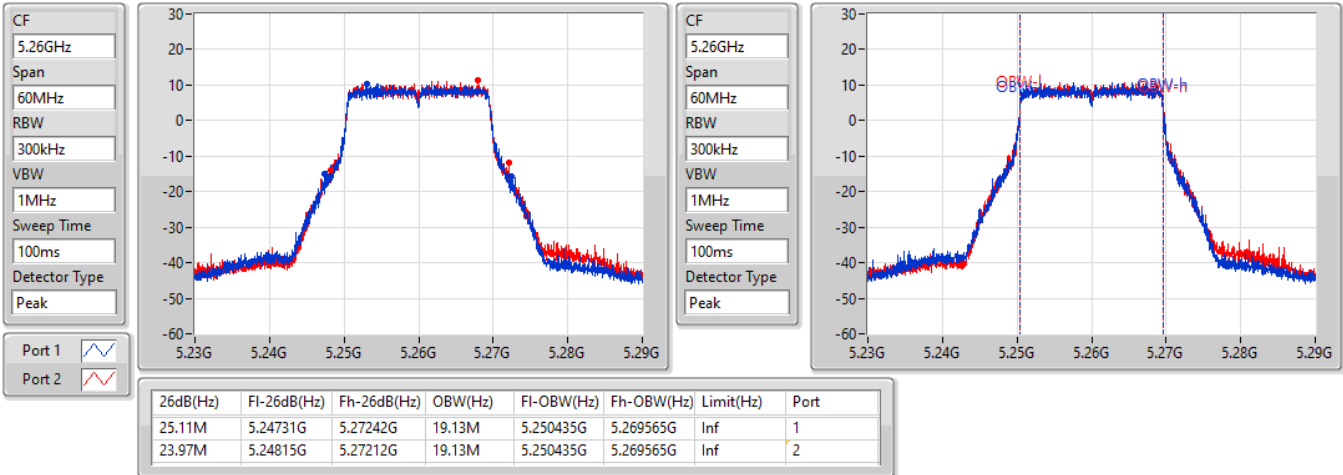 CF
5.26GHz
Span
60MHz
RBW
300kHz
VBW
1MHz
Sweep Time
100ms
Detector Type
Peak
Port 1
Port 2
30
20
10
0
-10
-20
-30
-40
-50
-60
5.23G 5.24G 5.25G 5.26G 5.27G 5.28G 5.29G
CF
5.26GHz
Span
60MHz
RBW
300kHz
VBW
1MHz
Sweep Time
100ms
Detector Type
Peak
30
20
10
0
-10
-20
-30
-40
-50
-60
OBW-l OBW-h
5.23G 5.24G 5.25G 5.26G 5.27G 5.28G 5.29G
26dB(Hz) Fl-26dB(Hz) Fh-26dB(Hz) OBW(Hz) Fl-OBW(Hz) Fh-OBW(Hz) Limit(Hz) Port
25.11M 5.24731G 5.27242G 19.13M 5.250435G 5.269565G Inf 1
23.97M 5.24815G 5.27212G 19.13M 5.250435G 5.269565G Inf 2